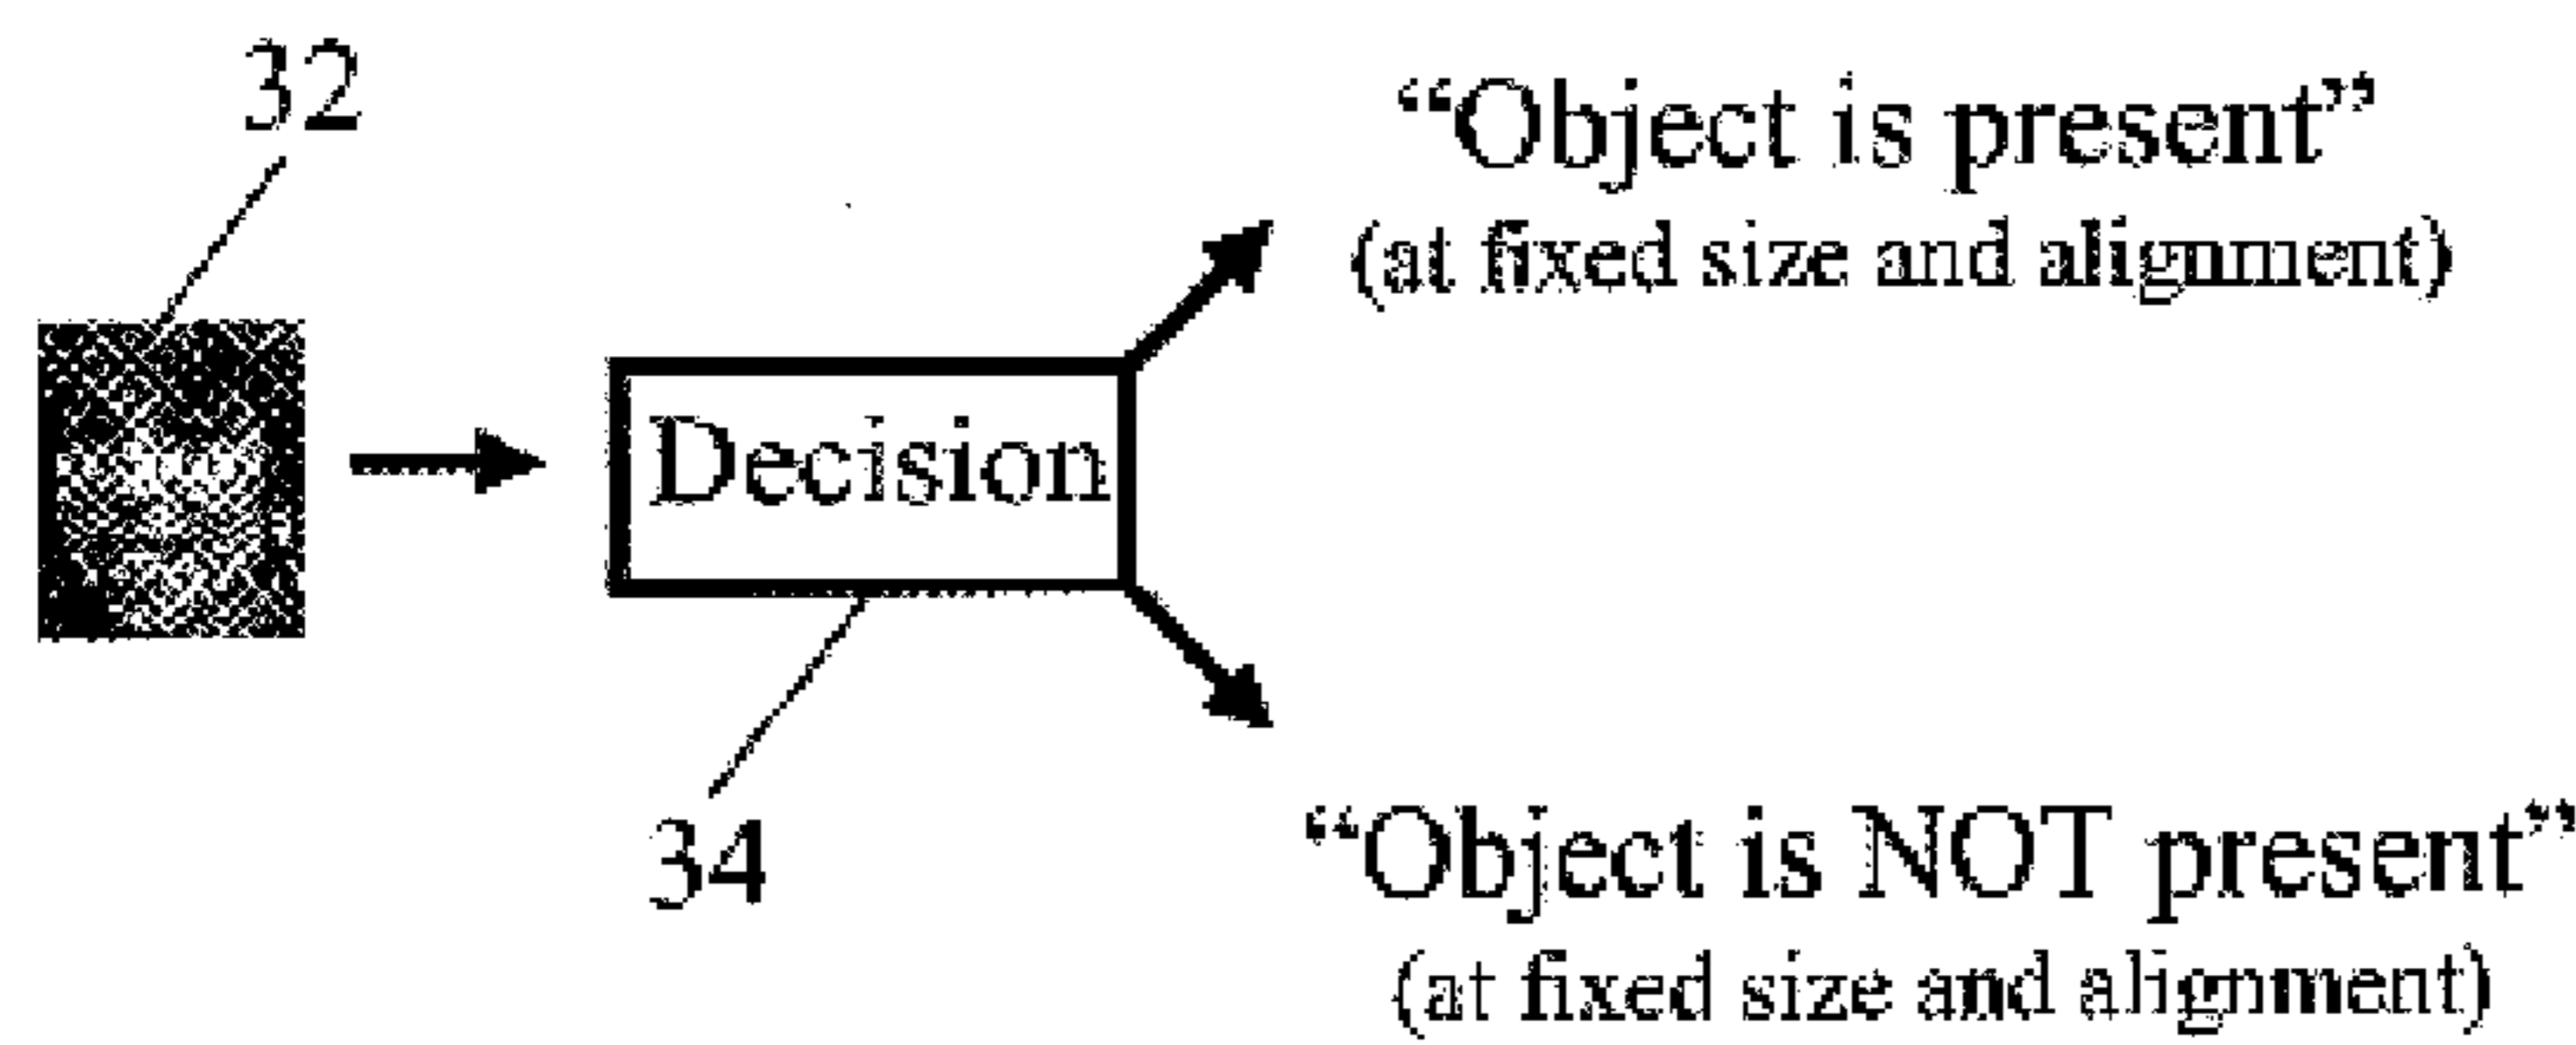 32
“Object is present”
(at fixed size and alignment)
Decision
34
“Object is NOT present”
(at fixed size and alignment)